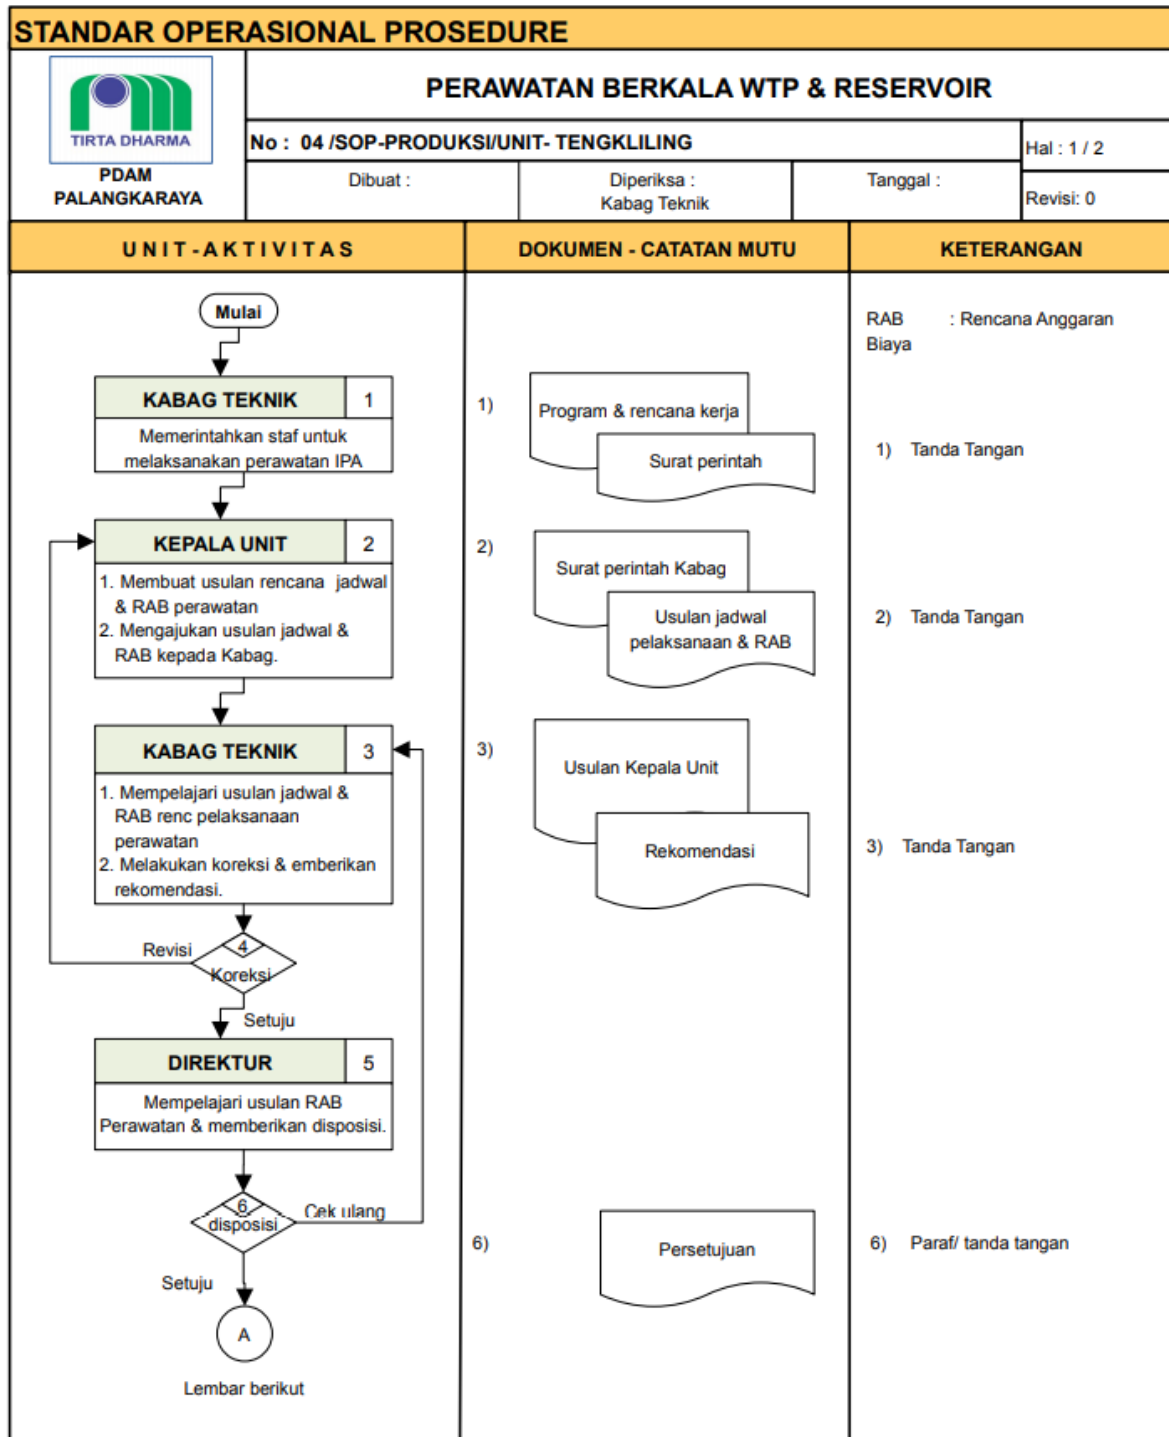 STANDAR OPERASIONAL PROSEDURE
TIRTA DHARMA
PDAM
PALANGKARAYA
PERAWATAN BERKALA WTP & RESERVOIR
No : 04 /SOP-PRODUKSI/UNIT- TENGKLILING
Hal : 1 / 2
Dibuat :
Diperiksa :
Kabag Teknik
Tanggal :
Revisi: 0
U N I T - A K T I V I T A S
DOKUMEN - CATATAN MUTU
KETERANGAN
Mulai
KABAG TEKNIK 1
Memerintahkan staf untuk
melaksanakan perawatan IPA
KEPALA UNIT 2
1. Membuat usulan rencana jadwal
& RAB perawatan
2. Mengajukan usulan jadwal &
RAB kepada Kabag.
KABAG TEKNIK 3
1. Mempelajari usulan jadwal &
RAB renc pelaksanaan
perawatan
2. Melakukan koreksi & emberikan
rekomendasi.
Revisi
4
Koreksi
Setuju
DIREKTUR 5
Mempelajari usulan RAB
Perawatan & memberikan disposisi.
6
disposisi
Cek ulang
Setuju
A
Lembar berikut
1)
Program & rencana kerja
Surat perintah
2)
Surat perintah Kabag
Usulan jadwal
pelaksanaan & RAB
3)
Usulan Kepala Unit
Rekomendasi
6)
Persetujuan
RAB : Rencana Anggaran
Biaya
1) Tanda Tangan
2) Tanda Tangan
3) Tanda Tangan
6) Paraf/ tanda tangan